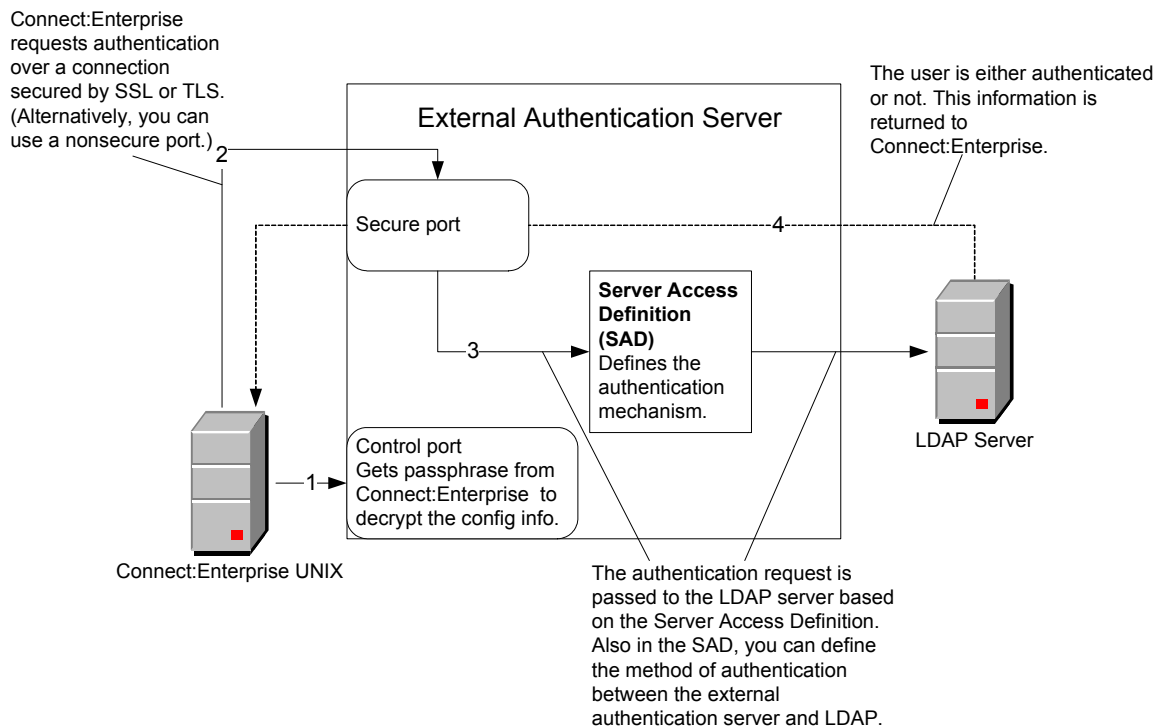 Connect:Enterprise
requests authentication
over a connection
secured by SSL or TLS.
(Alternatively, you can
use a nonsecure port.)
2
External Authentication Server
The user is either authenticated
or not. This information is
returned to
Connect:Enterprise.
Secure port
4
Server Access
Definition
(SAD)
Defines the
authentication
mechanism.
3
LDAP Server
Control port
Gets passphrase from
Connect:Enterprise to
decrypt the config info.
1
Connect:Enterprise UNIX
The authentication request is
passed to the LDAP server based
on the Server Access Definition.
Also in the SAD, you can define
the method of authentication
between the external
authentication server and LDAP.